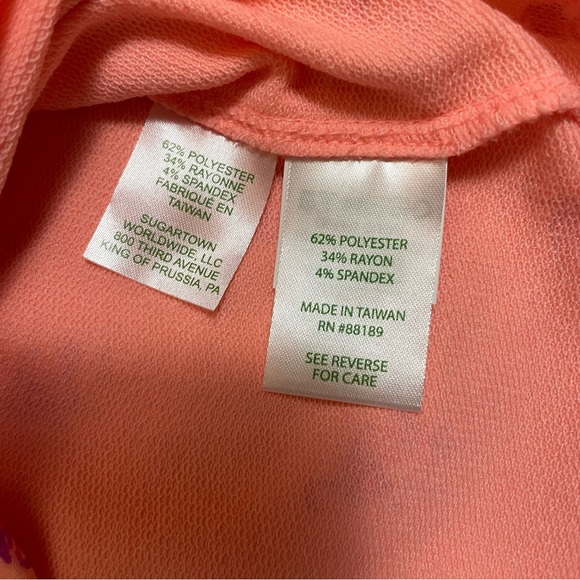 62% POLYESTER
34% RAYONNE
4% SPANDEX
FABRIQUÉ EN
TAIWAN
SUGARTOWN
WORLDWIDE, LLC
800 THIRD AVENUE
KING OF PRUSSIA, PA
62% POLYESTER
34% RAYON
4% SPANDEX
MADE IN TAIWAN
RN #88189
SEE REVERSE
FOR CARE